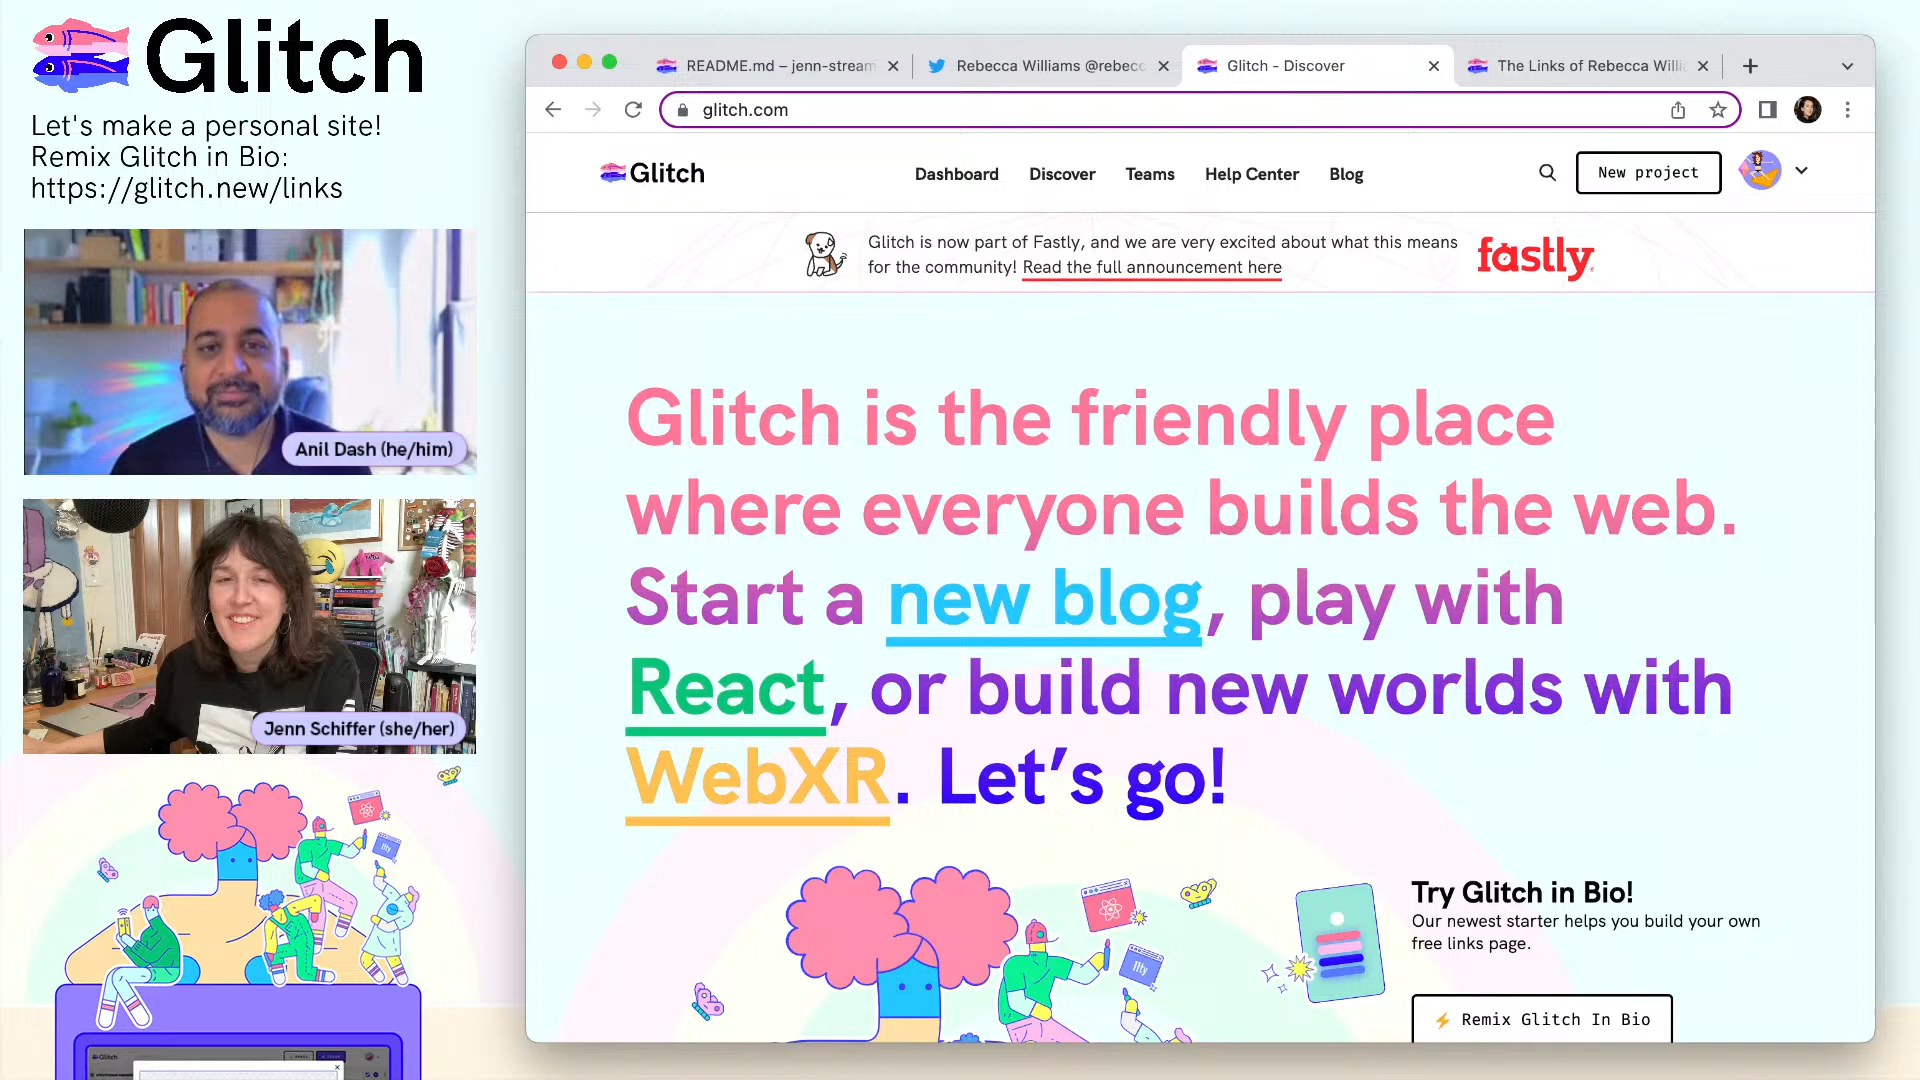 Glitch
Let's make a personal site!
Remix Glitch in Bio:
https://glitch.new/links
Anil Dash (he/him)
Jenn Schiffer (she/her)
README.md – jenn-stream
Rebecca Williams @rebecc
Glitch - Discover
The Links of Rebecca Willi
glitch.com
Glitch
Dashboard
Discover
Teams
Help Center
Blog
New project
Glitch is now part of Fastly, and we are very excited about what this means
for the community! Read the full announcement here
fastly
Glitch is the friendly place
where everyone builds the web.
Start a new blog, play with
React, or build new worlds with
WebXR. Let’s go!
11ty
11ty
Try Glitch in Bio!
Our newest starter helps you build your own
free links page.
Remix Glitch In Bio
Glitch